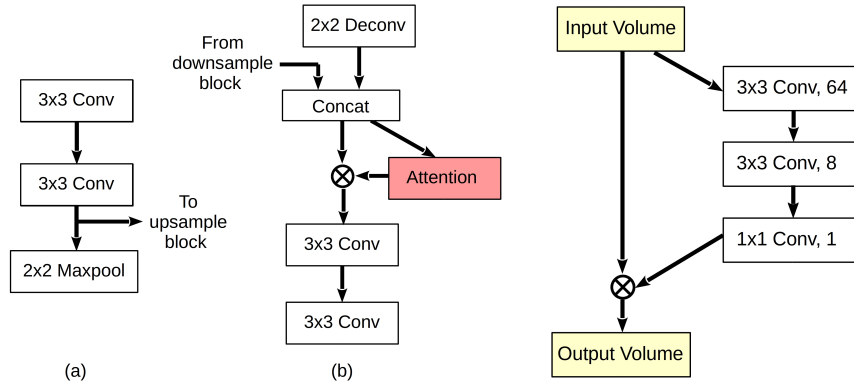 3x3 Conv
3x3 Conv
To
upsample
block
2x2 Maxpool
(a)
2x2 Deconv
From
downsample
block
Concat
Attention
3x3 Conv
3x3 Conv
(b)
Input Volume
3x3 Conv, 64
3x3 Conv, 8
1x1 Conv, 1
Output Volume